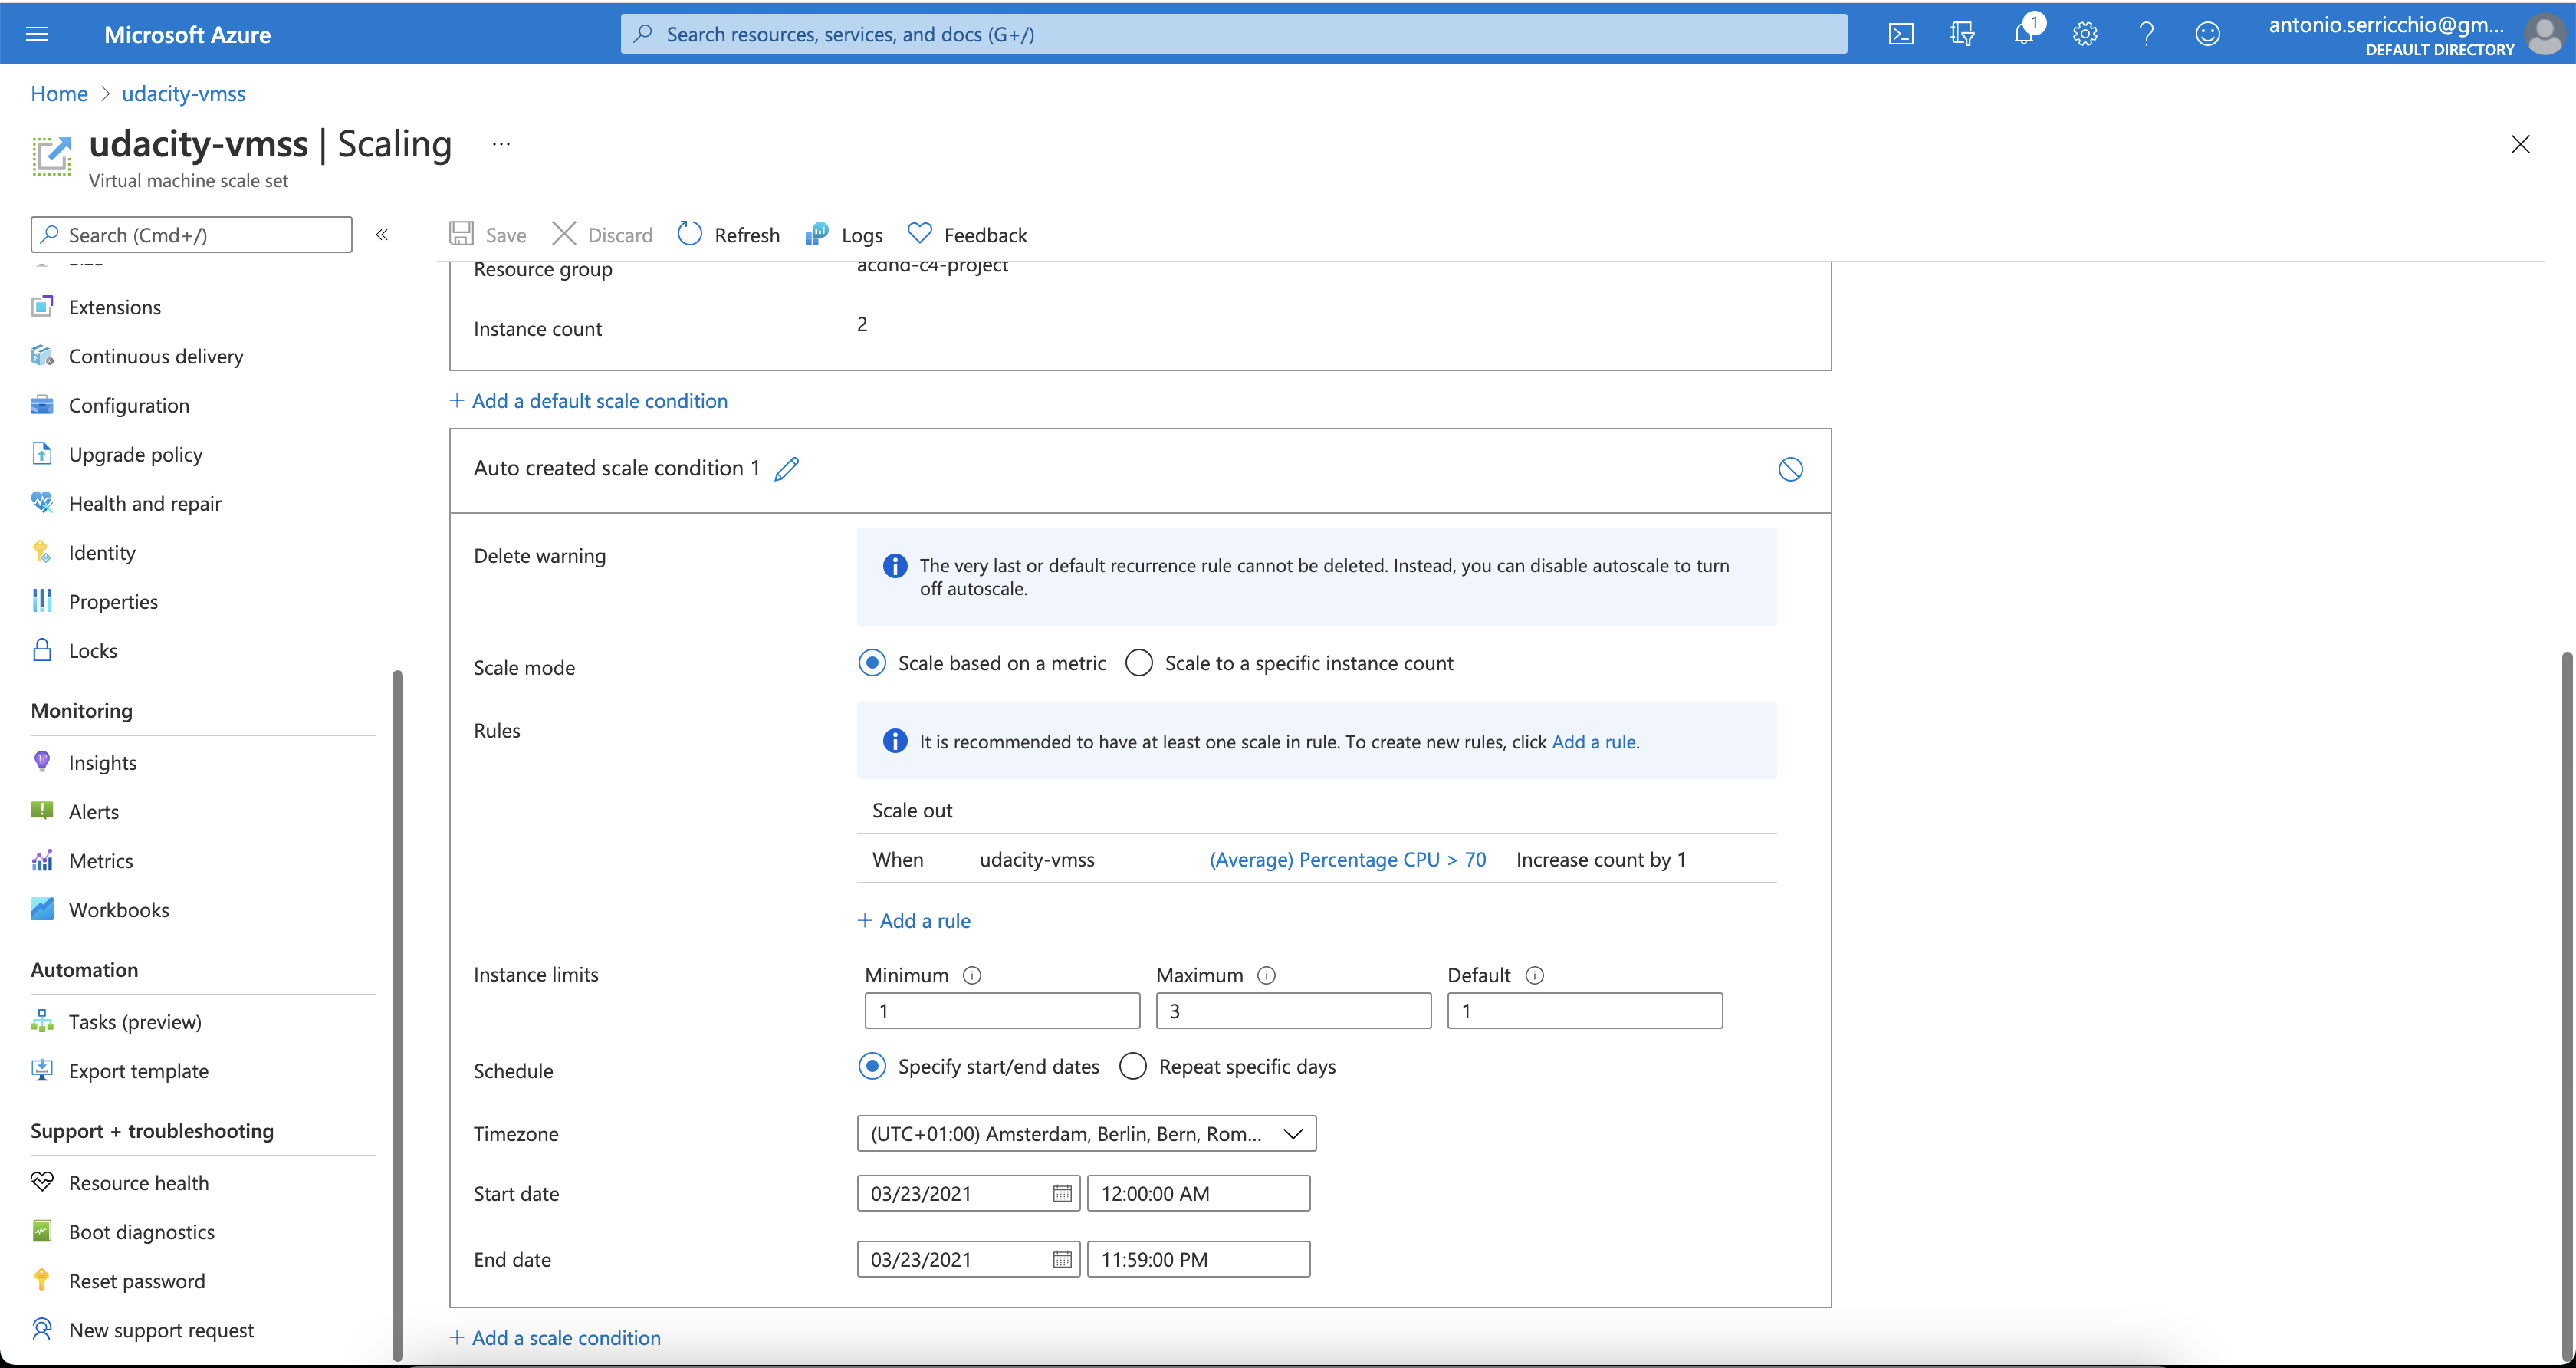 Microsoft Azure
Search resources, services, and docs (G+/)
1
antonio.serricchio@gm...
DEFAULT DIRECTORY
Home > udacity-vmss
udacity-vmss | Scaling ...
Virtual machine scale set
Search (Cmd+/)
«
Save
Discard
Refresh
Logs
Feedback
Size
Extensions
Continuous delivery
Configuration
Upgrade policy
Health and repair
Identity
Properties
Locks
Monitoring
Insights
Alerts
Metrics
Workbooks
Automation
Tasks (preview)
Export template
Support + troubleshooting
Resource health
Boot diagnostics
Reset password
New support request
Resource group acdnd-c4-project
Instance count 2
+ Add a default scale condition
Auto created scale condition 1
Delete warning
The very last or default recurrence rule cannot be deleted. Instead, you can disable autoscale to turn
off autoscale.
Scale mode
Scale based on a metric
Scale to a specific instance count
Rules
It is recommended to have at least one scale in rule. To create new rules, click Add a rule.
Scale out
When udacity-vmss (Average) Percentage CPU > 70 Increase count by 1
+ Add a rule
Instance limits
Minimum
1
Maximum
3
Default
1
Schedule
Specify start/end dates
Repeat specific days
Timezone
(UTC+01:00) Amsterdam, Berlin, Bern, Rom...
Start date
03/23/2021
12:00:00 AM
End date
03/23/2021
11:59:00 PM
+ Add a scale condition